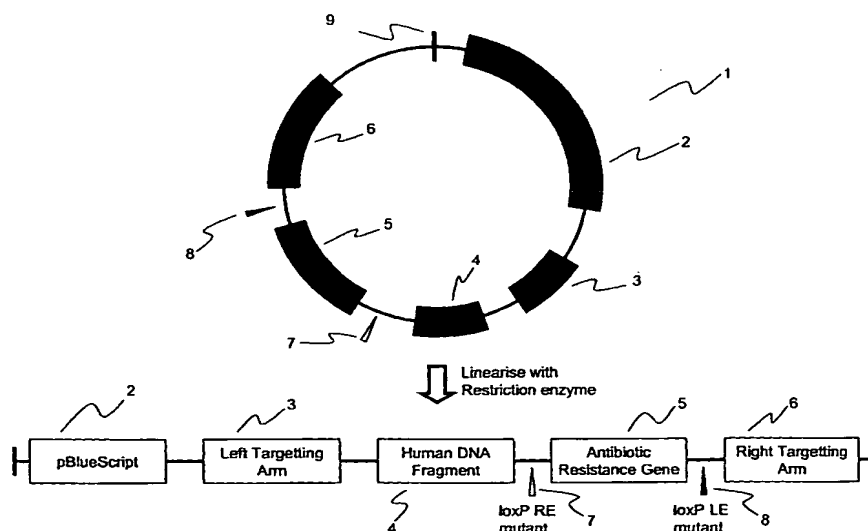 9
1
6
2
5
8
4
3
7
Linearise with
Restriction enzyme
2
3
5
6
pBlueScript
Left Targetting
Arm
Human DNA
Fragment
Antibiotic
Resistance Gene
Right Targetting
Arm
4
loxP RE
mutant
7
loxP LE
mutant
8